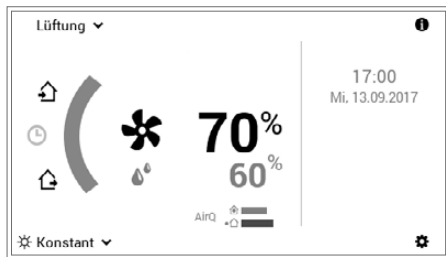 Lüftung
17:00
Mi, 13.09.2017
70%
60%
AirQ
Konstant